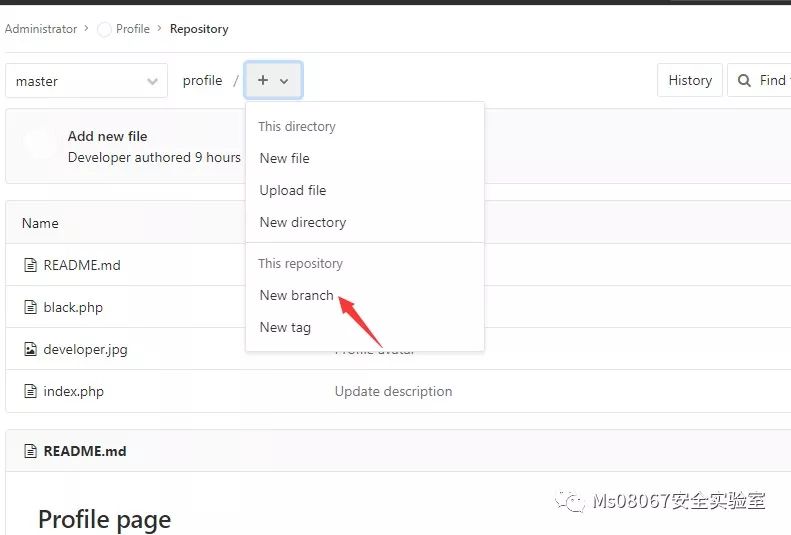 Administrator > Profile > Repository
master profile / + History Find
This directory
Add new file
Developer authored 9 hours
New file
Upload file
New directory
Name
This repository
README.md
New branch
black.php
New tag
developer.jpg Profile avatar
index.php Update description
README.md
Profile page
Ms08067安全实验室